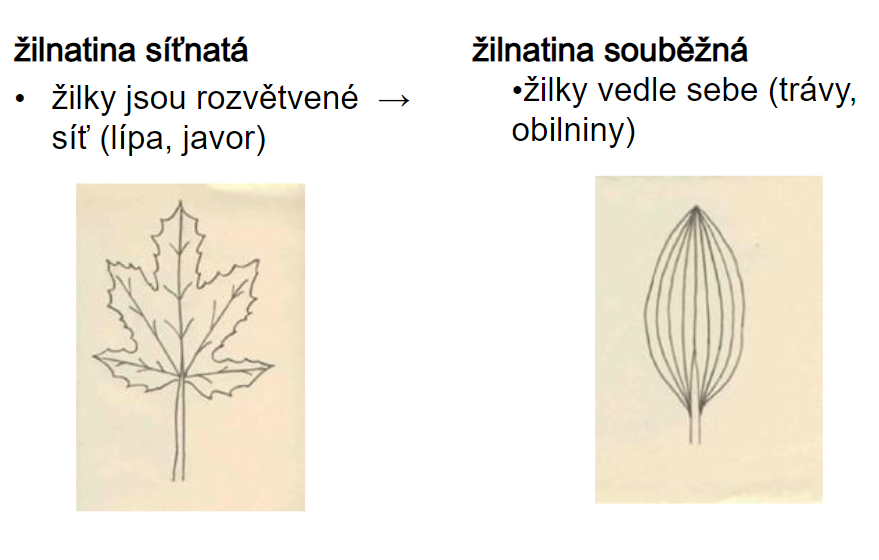 žilnatina síťnatá
• žilky jsou rozvětvené →
síť (lípa, javor)
žilnatina souběžná
•žilky vedle sebe (trávy,
obilniny)